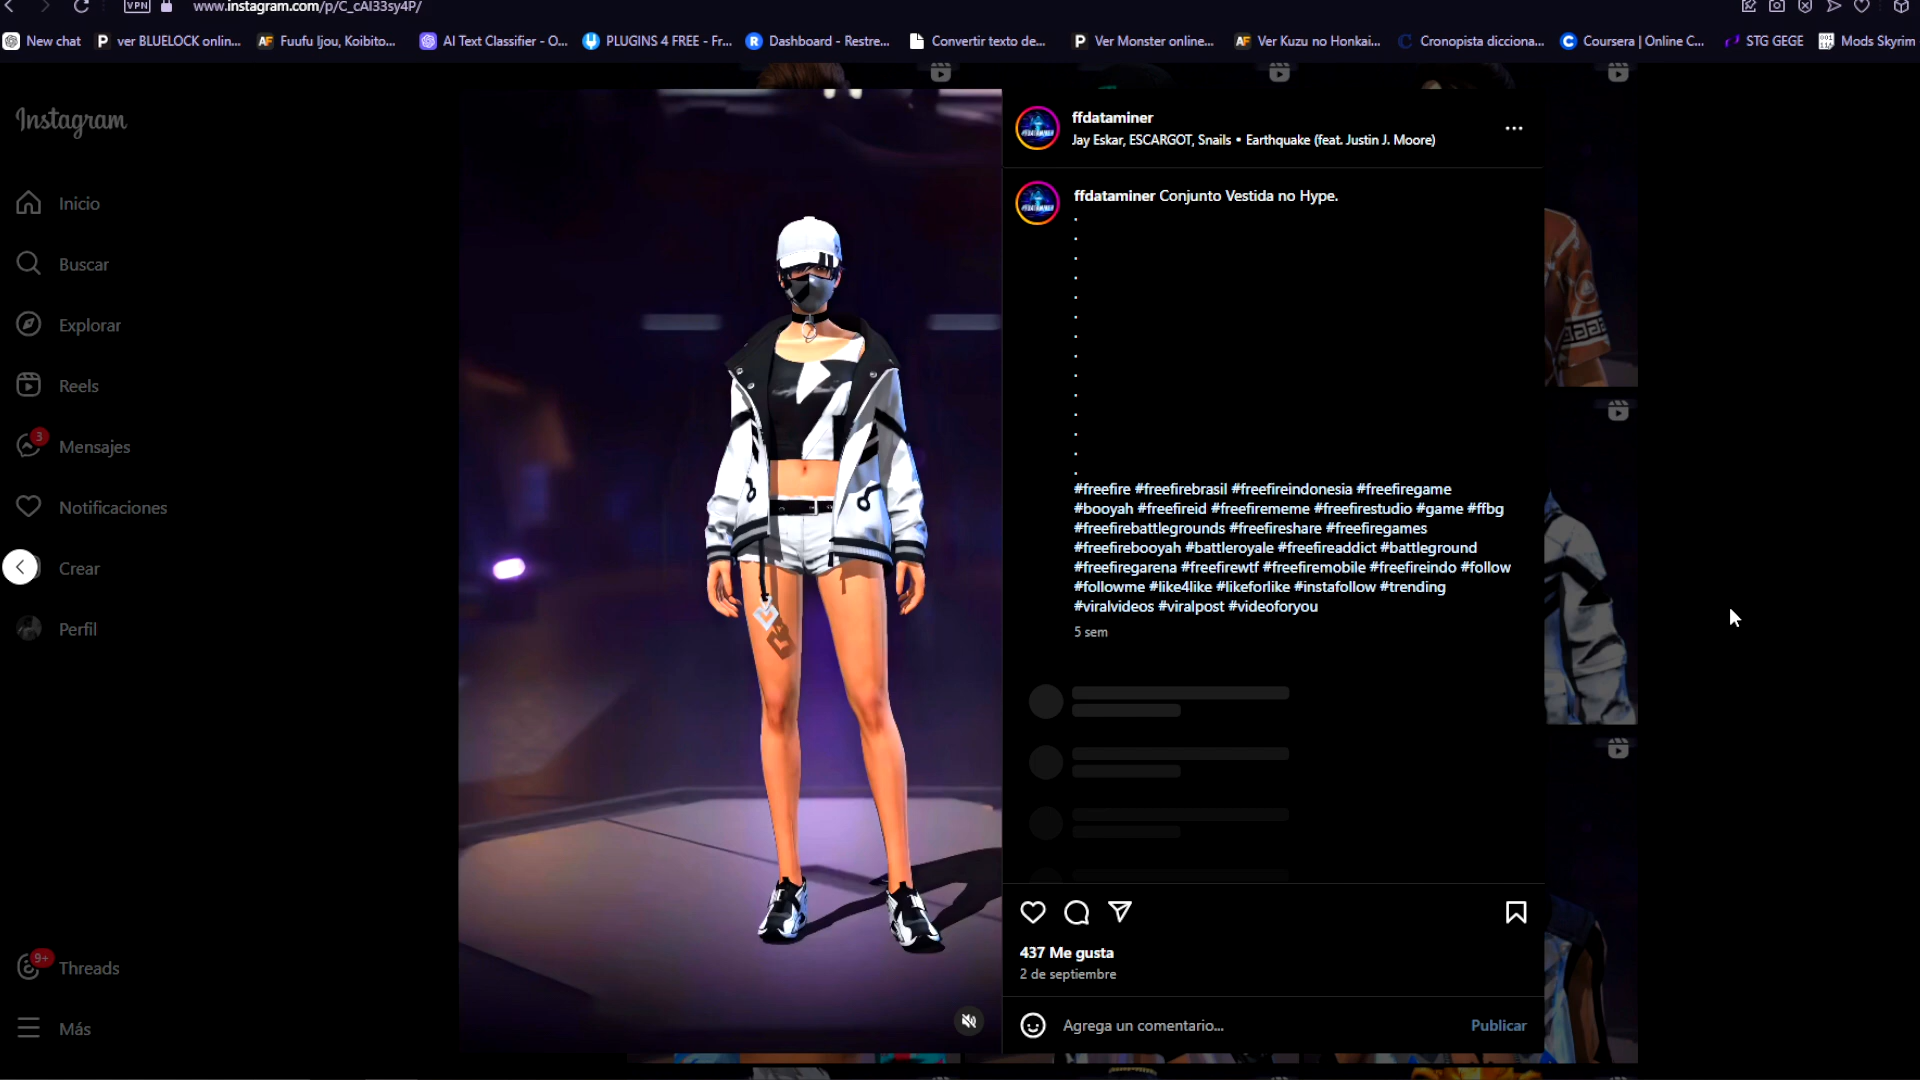 VPN
www.instagram.com/p/C_cAI33sy4P/
New chat
ver BLUELOCK onlin...
Fuufu Ijou, Koibito...
AI Text Classifier - O...
PLUGINS 4 FREE - Fr...
Dashboard - Restre...
Convertir texto de...
Ver Monster online...
Ver Kuzu no Honkai...
Cronopista dicciona...
Coursera | Online C...
STG GEGE
Mods Skyrim
Instagram
Inicio
Buscar
Explorar
Reels
3
Mensajes
Notificaciones
Crear
Perfil
9+
Threads
Más
ffdataminer
Jay Eskar, ESCARGOT, Snails • Earthquake (feat. Justin J. Moore)
ffdataminer Conjunto Vestida no Hype.
.
.
.
.
.
.
.
.
.
.
.
.
.
.
#freefire #freefirebrasil #freefireindonesia #freefiregame
#booyah #freefireid #freefirememe #freefirestudio #game #ffbg
#freefirebattlegrounds #freefireshare #freefiregames
#freefirebooyah #battleroyale #freefireaddict #battleground
#freefiregarena #freefirewtf #freefiremobile #freefireindo #follow
#followme #like4like #likeforlike #instafollow #trending
#viralvideos #viralpost #videoforyou
5 sem
437 Me gusta
2 de septiembre
Agrega un comentario...
Publicar